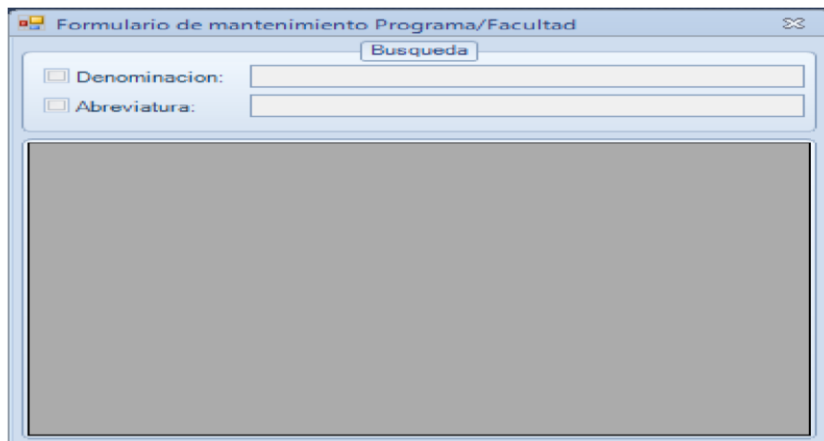 Formulario de mantenimiento Programa/Facultad
Busqueda
Denominacion:
Abreviatura: